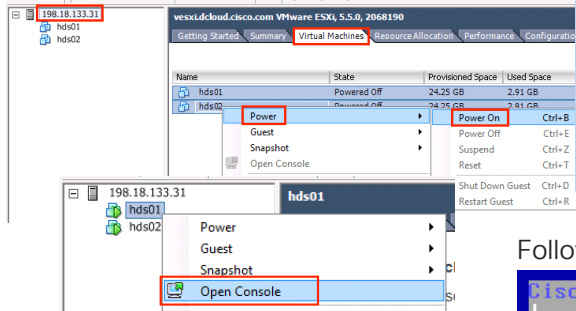 198.18.133.31
hds01
hds02
vesxi.dcloud.cisco.com VMware ESXi, 5.5.0, 2068190
Getting Started Summary Virtual Machines Resource Allocation Performance Configuratio
Name State Provisioned Space Used Space
hds01 Powered Off 24.25 GB 2.91 GB
hds02 Powered Off 24.25 GB 2.91 GB
Power
Guest
Snapshot
Open Console
Power On Ctrl+B
Power Off Ctrl+E
Suspend Ctrl+Z
Reset Ctrl+T
Shut Down Guest Ctrl+D
Restart Guest Ctrl+R
198.18.133.31
hds01
hds02
hds01
Power
Guest
Snapshot
Open Console
Follo
Cisc